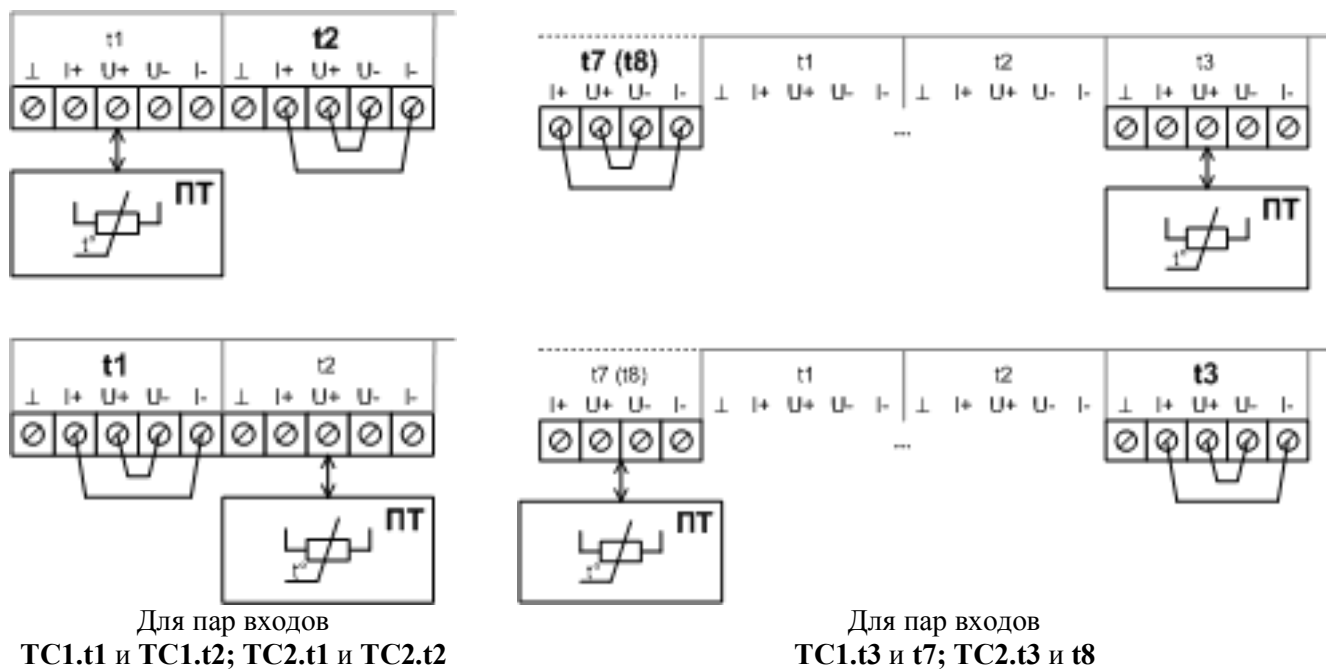 t1 t2
⊥ I+ U+ U- I- ⊥ I+ U+ U- I-
ПТ
t°
t7 (t8) t1 t2 t3
I+ U+ U- I- ⊥ I+ U+ U- I- ⊥ I+ U+ U- I- ⊥ I+ U+ U- I-
...
ПТ
t°
t1 t2
⊥ I+ U+ U- I- ⊥ I+ U+ U- I-
ПТ
t°
t7 (t8) t1 t2 t3
I+ U+ U- I- ⊥ I+ U+ U- I- ⊥ I+ U+ U- I- ⊥ I+ U+ U- I-
...
ПТ
t°
Для пар входов
ТС1.t1 и ТС1.t2; ТС2.t1 и ТС2.t2
Для пар входов
ТС1.t3 и t7; ТС2.t3 и t8